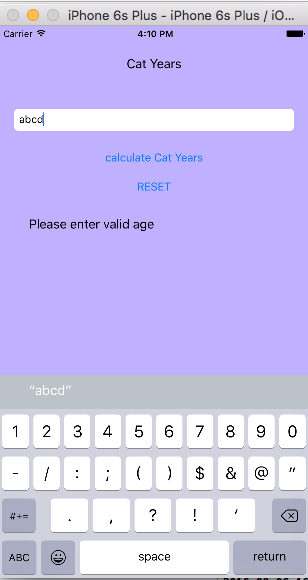 iPhone 6s Plus - iPhone 6s Plus / iO...
Carrier 4:10 PM
Cat Years
abcd
calculate Cat Years
RESET
Please enter valid age
“abcd”
1 2 3 4 5 6 7 8 9 0
- / : ; ( ) $ & @ ”
#+= . , ? ! ‘
ABC space return